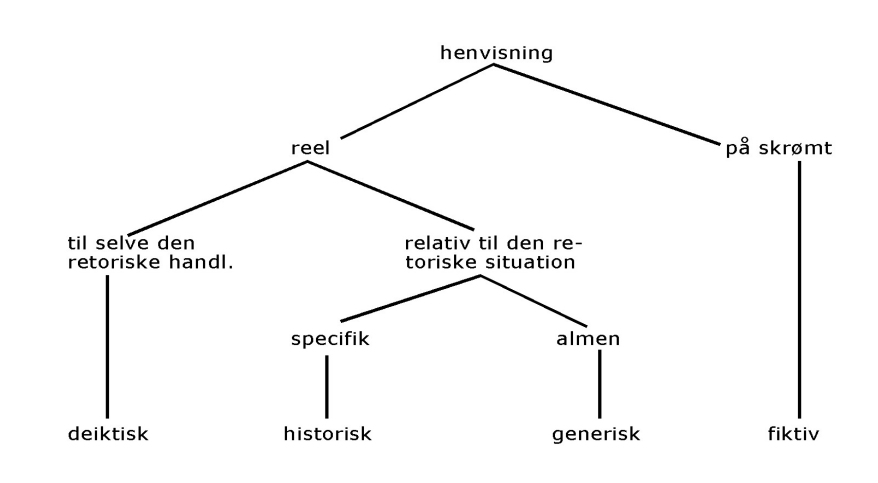 henvisning
reel
på skrømt
til selve den
retoriske handl.
relativ til den re-
toriske situation
specifik
almen
deiktisk
historisk
generisk
fiktiv